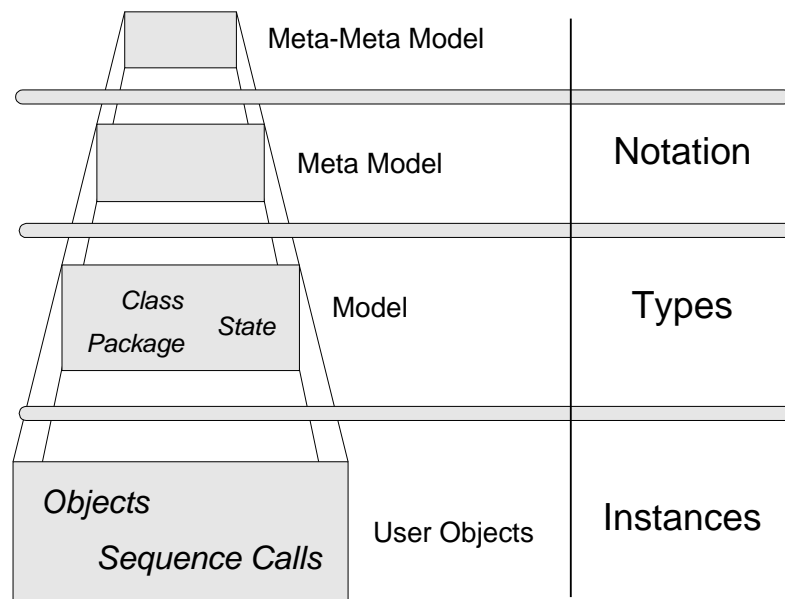 Meta-Meta Model
Meta Model
Notation
Class
Package
State
Model
Types
Objects
Sequence Calls
User Objects
Instances